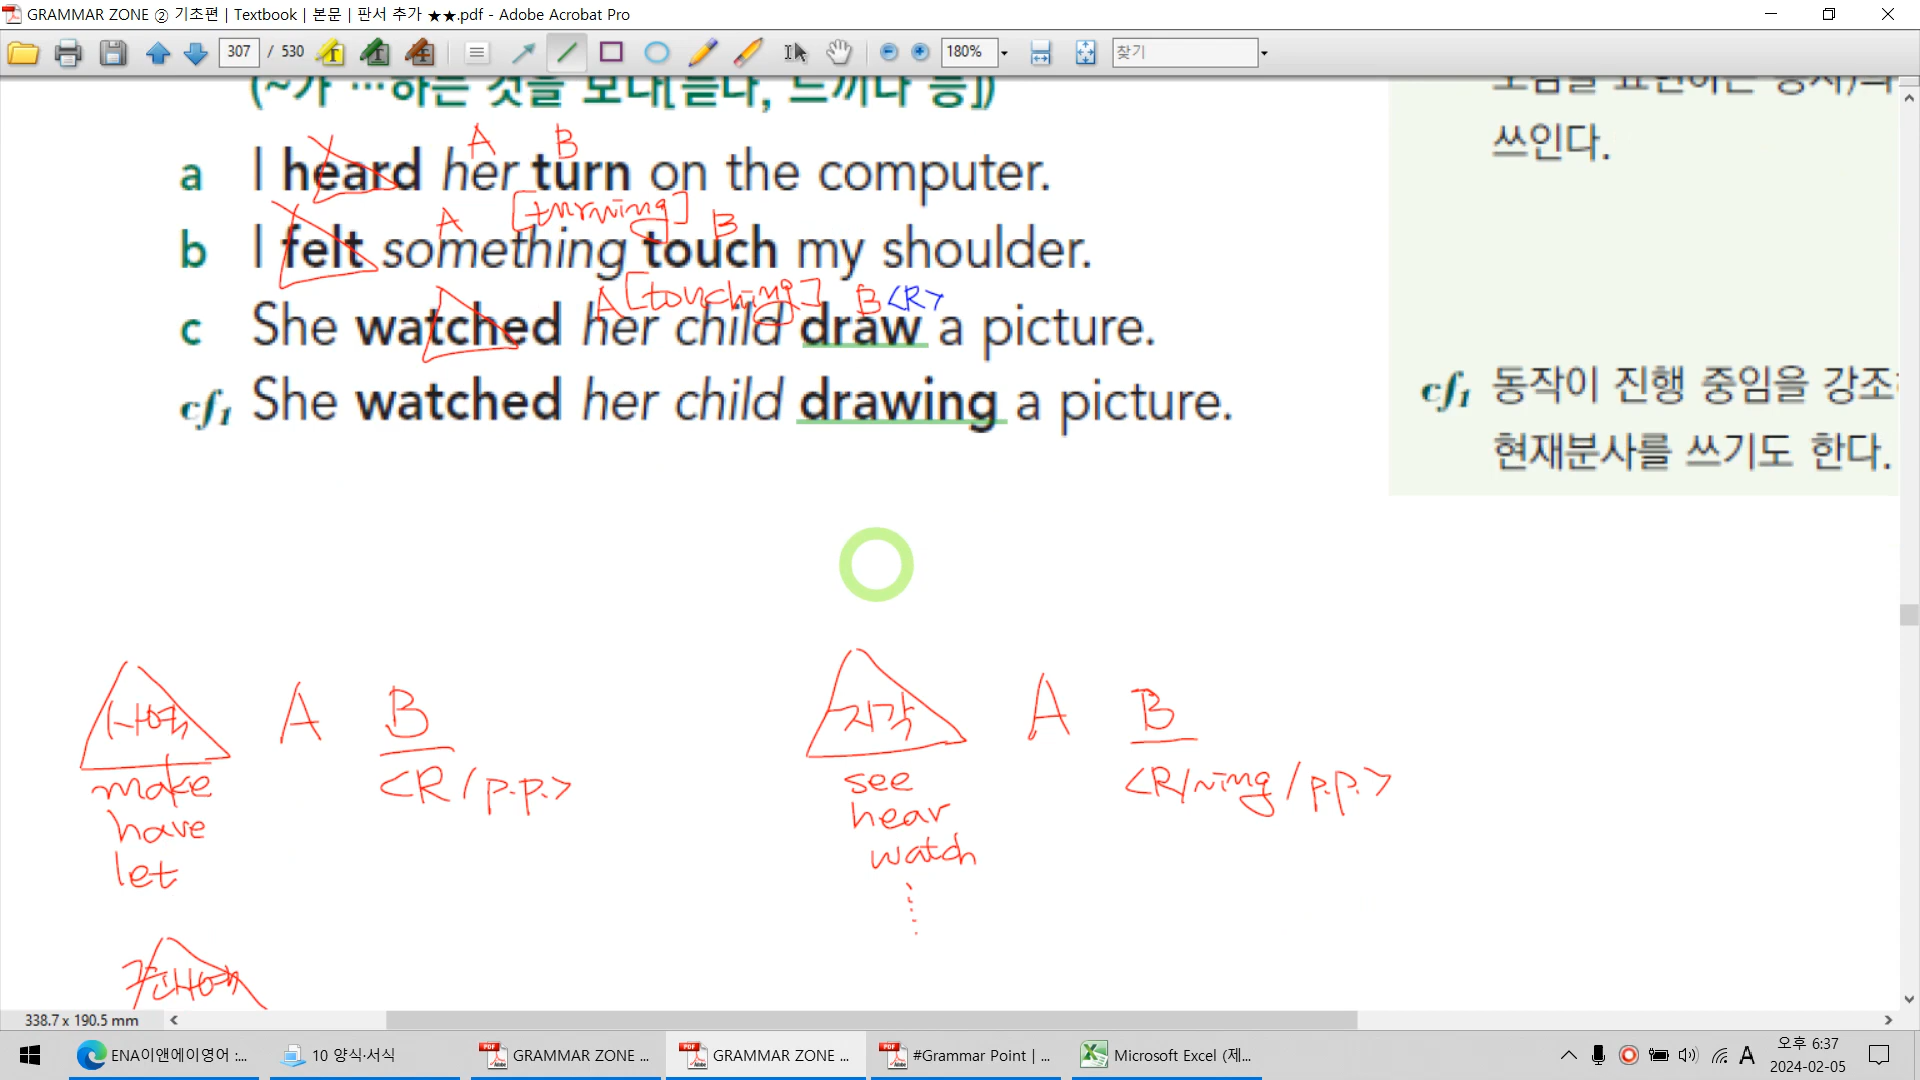 GRAMMAR ZONE ② 기초편 | Textbook | 본문 | 판서 추가 ★★.pdf - Adobe Acrobat Pro
307 / 530 180% 찾기
(~가 …하는 것을 보다[듣다, 느끼다 등])
쓰인다.
A B
a I heard her turn on the computer.
[turning]
A B
b I felt something touch my shoulder.
[touching]
A B <R>
c She watched her child draw a picture.
cf1 She watched her child drawing a picture.
cf1 동작이 진행 중임을 강조
현재분사를 쓰기도 한다.
사역 A B
<R/p.p.>
make
have
let
지각 A B
<R/~ing/p.p.>
see
hear
watch
338.7 x 190.5 mm
ENA이앤에이영어 :...
10 양식·서식
GRAMMAR ZONE ...
GRAMMAR ZONE ...
#Grammar Point | ...
Microsoft Excel (제...
A
오후 6:37
2024-02-05